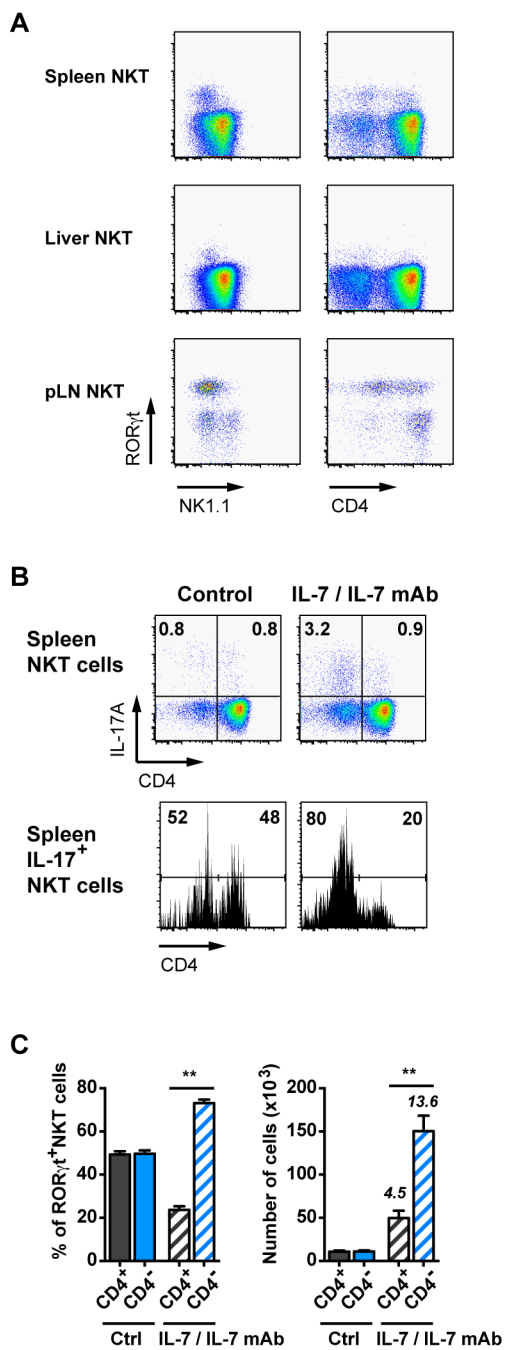 A
Spleen NKT
Liver NKT
pLN NKT
RORγt
NK1.1
CD4
B
Control
IL-7 / IL-7 mAb
Spleen
NKT cells
0.8
0.8
3.2
0.9
IL-17A
CD4
Spleen
IL-17+
NKT cells
52
48
80
20
CD4
C
% of RORγt+NKT cells
80
60
40
20
0
**
CD4+
CD4-
CD4+
CD4-
Ctrl
IL-7 / IL-7 mAb
Number of cells (x10³)
200
150
100
50
0
**
13.6
4.5
CD4+
CD4-
CD4+
CD4-
Ctrl
IL-7 / IL-7 mAb